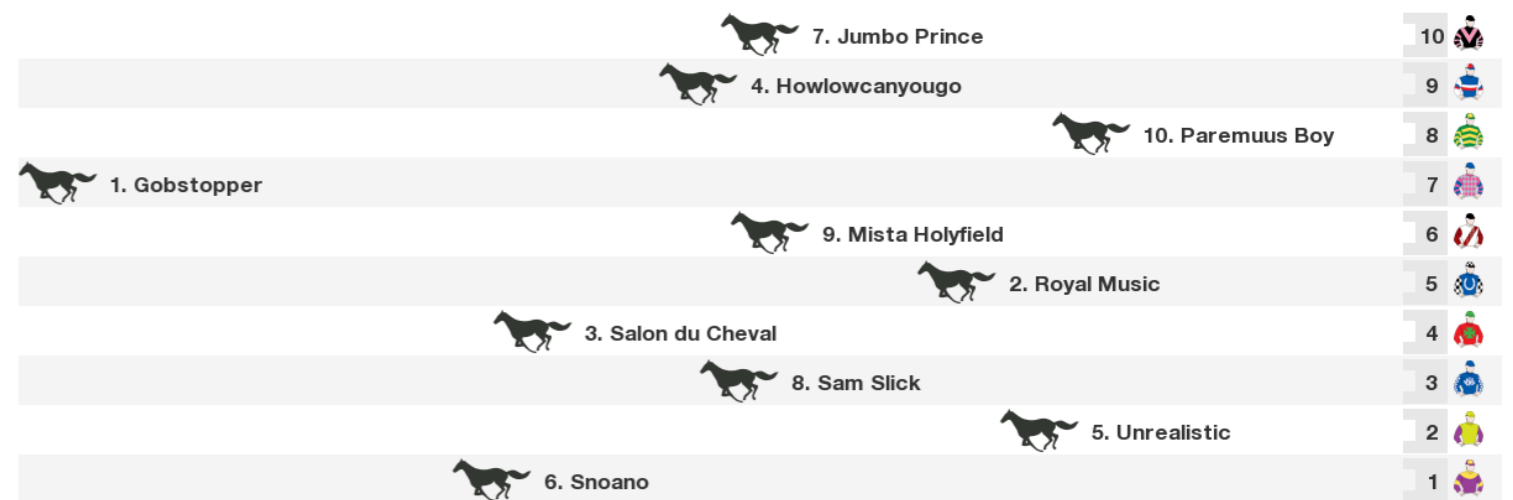 7. Jumbo Prince 10
4. Howlowcanyougo 9
10. Paremuus Boy 8
1. Gobstopper 7
9. Mista Holyfield 6
2. Royal Music 5
3. Salon du Cheval 4
8. Sam Slick 3
5. Unrealistic 2
6. Snoano 1